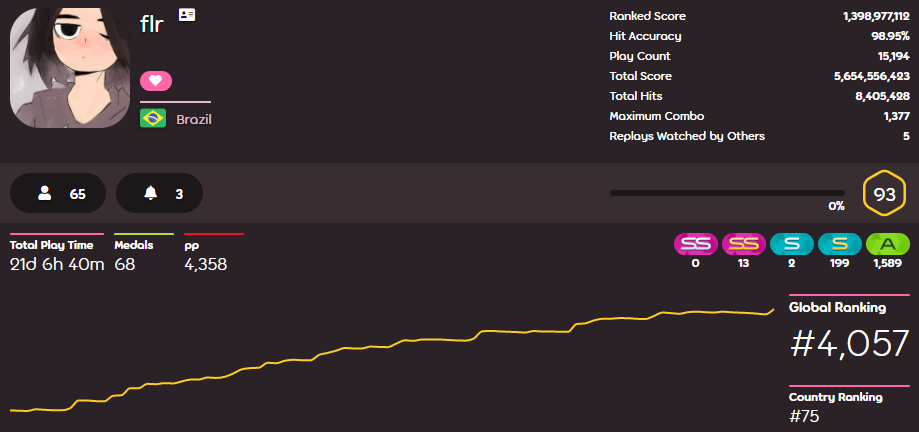 flr
Brazil
Ranked Score 1,398,977,112
Hit Accuracy 98.95%
Play Count 15,194
Total Score 5,654,556,423
Total Hits 8,405,428
Maximum Combo 1,377
Replays Watched by Others 5
65 3
0% 93
Total Play Time Medals pp
21d 6h 40m 68 4,358
SS SS S S A
0 13 2 199 1,589
Global Ranking
#4,057
Country Ranking
#75